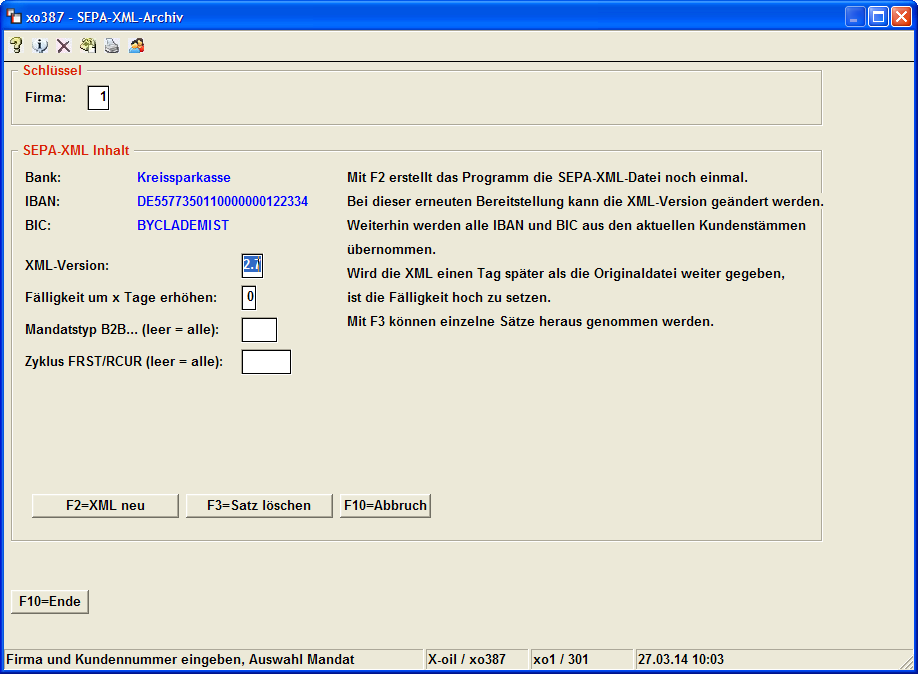 xo387 - SEPA-XML-Archiv
Schlüssel
Firma: 1
SEPA-XML Inhalt
Bank: Kreissparkasse
IBAN: DE5577350110000000122334
BIC: BYCLADEMIST
XML-Version:
Fälligkeit um x Tage erhöhen: 0
Mandatstyp B2B... (leer = alle):
Zyklus FRST/RCUR (leer = alle):
Mit F2 erstellt das Programm die SEPA-XML-Datei noch einmal.
Bei dieser erneuten Bereitstellung kann die XML-Version geändert werden.
Weiterhin werden alle IBAN und BIC aus den aktuellen Kundenstämmen
übernommen.
Wird die XML einen Tag später als die Originaldatei weiter gegeben,
ist die Fälligkeit hoch zu setzen.
Mit F3 können einzelne Sätze heraus genommen werden.
F2=XML neu F3=Satz löschen F10=Abbruch
F10=Ende
Firma und Kundennummer eingeben, Auswahl Mandat X-oil / xo387 xo1 / 301 27.03.14 10:03